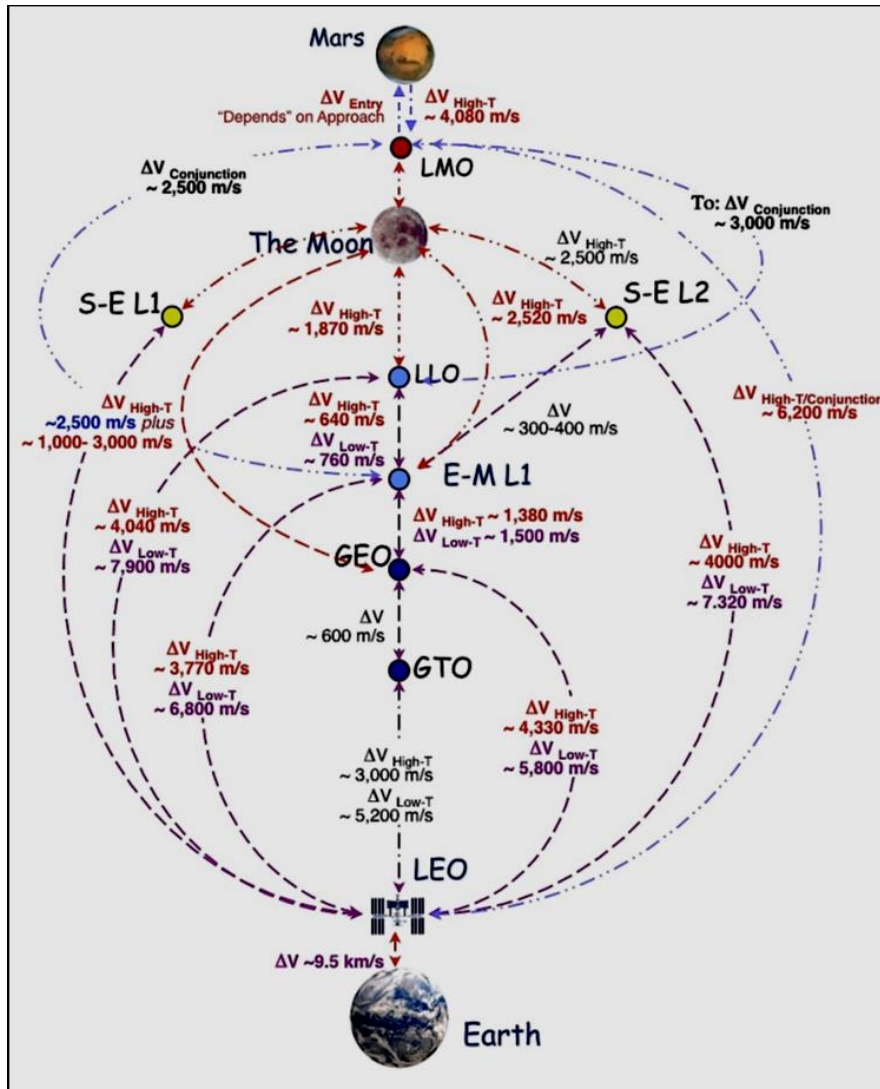 Mars
ΔV Entry
"Depends" on Approach
ΔV High-T
~ 4,080 m/s
LMO
ΔV Conjunction
~ 2,500 m/s
To: ΔV Conjunction
~ 3,000 m/s
The Moon
ΔV High-T
~ 2,500 m/s
S-E L1
ΔV High-T
~ 1,870 m/s
ΔV High-T
~ 2,520 m/s
S-E L2
LLO
ΔV High-T
~2,500 m/s plus
~ 1,000- 3,000 m/s
ΔV High-T
~ 640 m/s
ΔV Low-T
~ 760 m/s
ΔV
~ 300-400 m/s
ΔV High-T/Conjunction
~ 6,200 m/s
E-M L1
ΔV High-T
~ 4,040 m/s
ΔV Low-T
~ 7,900 m/s
ΔV High-T ~ 1,380 m/s
ΔV Low-T ~ 1,500 m/s
GEO
ΔV High-T
~ 4000 m/s
ΔV Low-T
~ 7.320 m/s
ΔV
~ 600 m/s
ΔV High-T
~ 3,770 m/s
ΔV Low-T
~ 6,800 m/s
GTO
ΔV High-T
~ 4,330 m/s
ΔV Low-T
~ 5,800 m/s
ΔV High-T
~ 3,000 m/s
ΔV Low-T
~ 5,200 m/s
LEO
ΔV ~9.5 km/s
Earth